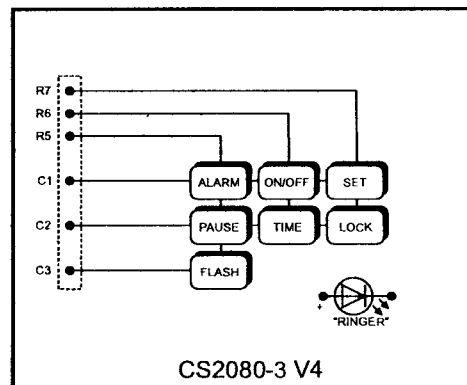 R7
R6
R5
C1 ALARM ON/OFF SET
C2 PAUSE TIME LOCK
C3 FLASH
+
"RINGER"
CS2080-3 V4